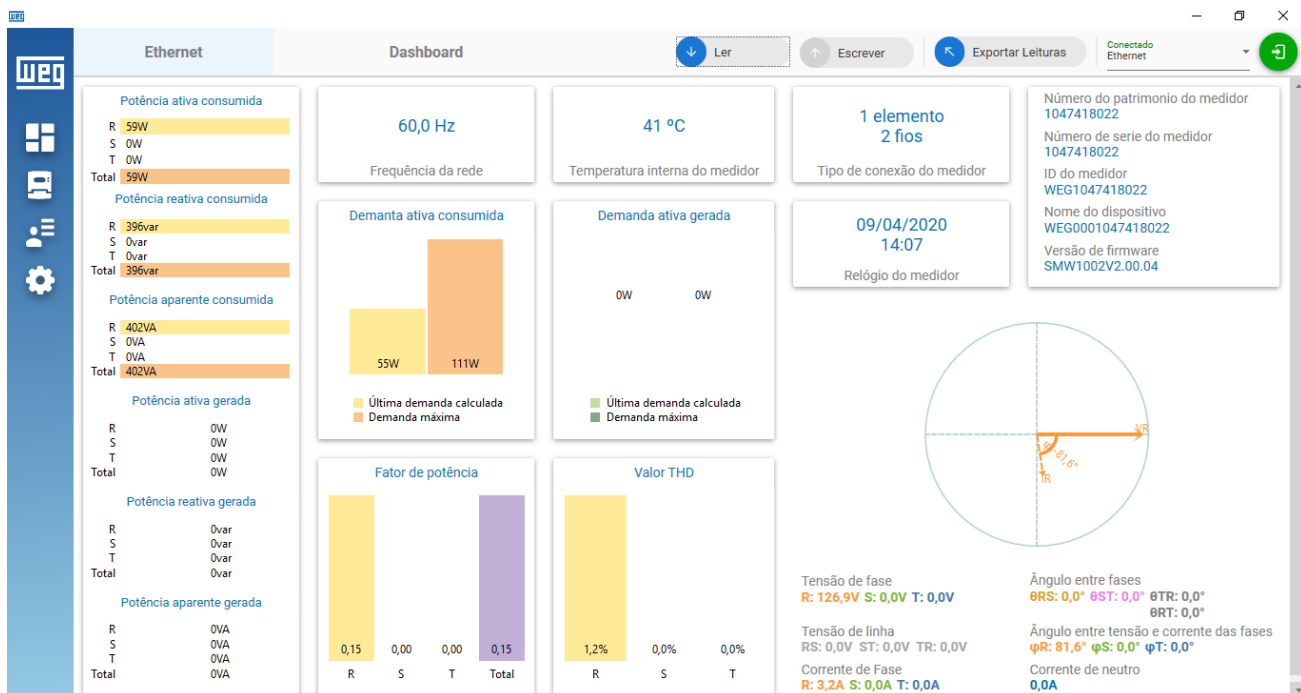 weg
weg
Ethernet
Dashboard
Ler
Escrever
Exportar Leituras
Conectado
Ethernet
Potência ativa consumida
R 59W
S 0W
T 0W
Total 59W
Potência reativa consumida
R 396var
S 0var
T 0var
Total 396var
Potência aparente consumida
R 402VA
S 0VA
T 0VA
Total 402VA
Potência ativa gerada
R 0W
S 0W
T 0W
Total 0W
Potência reativa gerada
R 0var
S 0var
T 0var
Total 0var
Potência aparente gerada
R 0VA
S 0VA
T 0VA
Total 0VA
60,0 Hz
Frequência da rede
41 ºC
Temperatura interna do medidor
1 elemento
2 fios
Tipo de conexão do medidor
Número do patrimonio do medidor
1047418022
Número de serie do medidor
1047418022
ID do medidor
WEG1047418022
Nome do dispositivo
WEG0001047418022
Versão de firmware
SMW1002V2.00.04
Demanta ativa consumida
55W 111W
Última demanda calculada
Demanda máxima
Demanda ativa gerada
0W 0W
Última demanda calculada
Demanda máxima
09/04/2020
14:07
Relógio do medidor
Fator de potência
0,15 0,00 0,00 0,15
R S T Total
Valor THD
1,2% 0,0% 0,0%
R S T
VR
φ-81,6°
IR
Tensão de fase
R: 126,9V S: 0,0V T: 0,0V
Tensão de linha
RS: 0,0V ST: 0,0V TR: 0,0V
Corrente de Fase
R: 3,2A S: 0,0A T: 0,0A
Ângulo entre fases
θRS: 0,0° θST: 0,0° θTR: 0,0°
θRT: 0,0°
Ângulo entre tensão e corrente das fases
φR: 81,6° φS: 0,0° φT: 0,0°
Corrente de neutro
0,0A